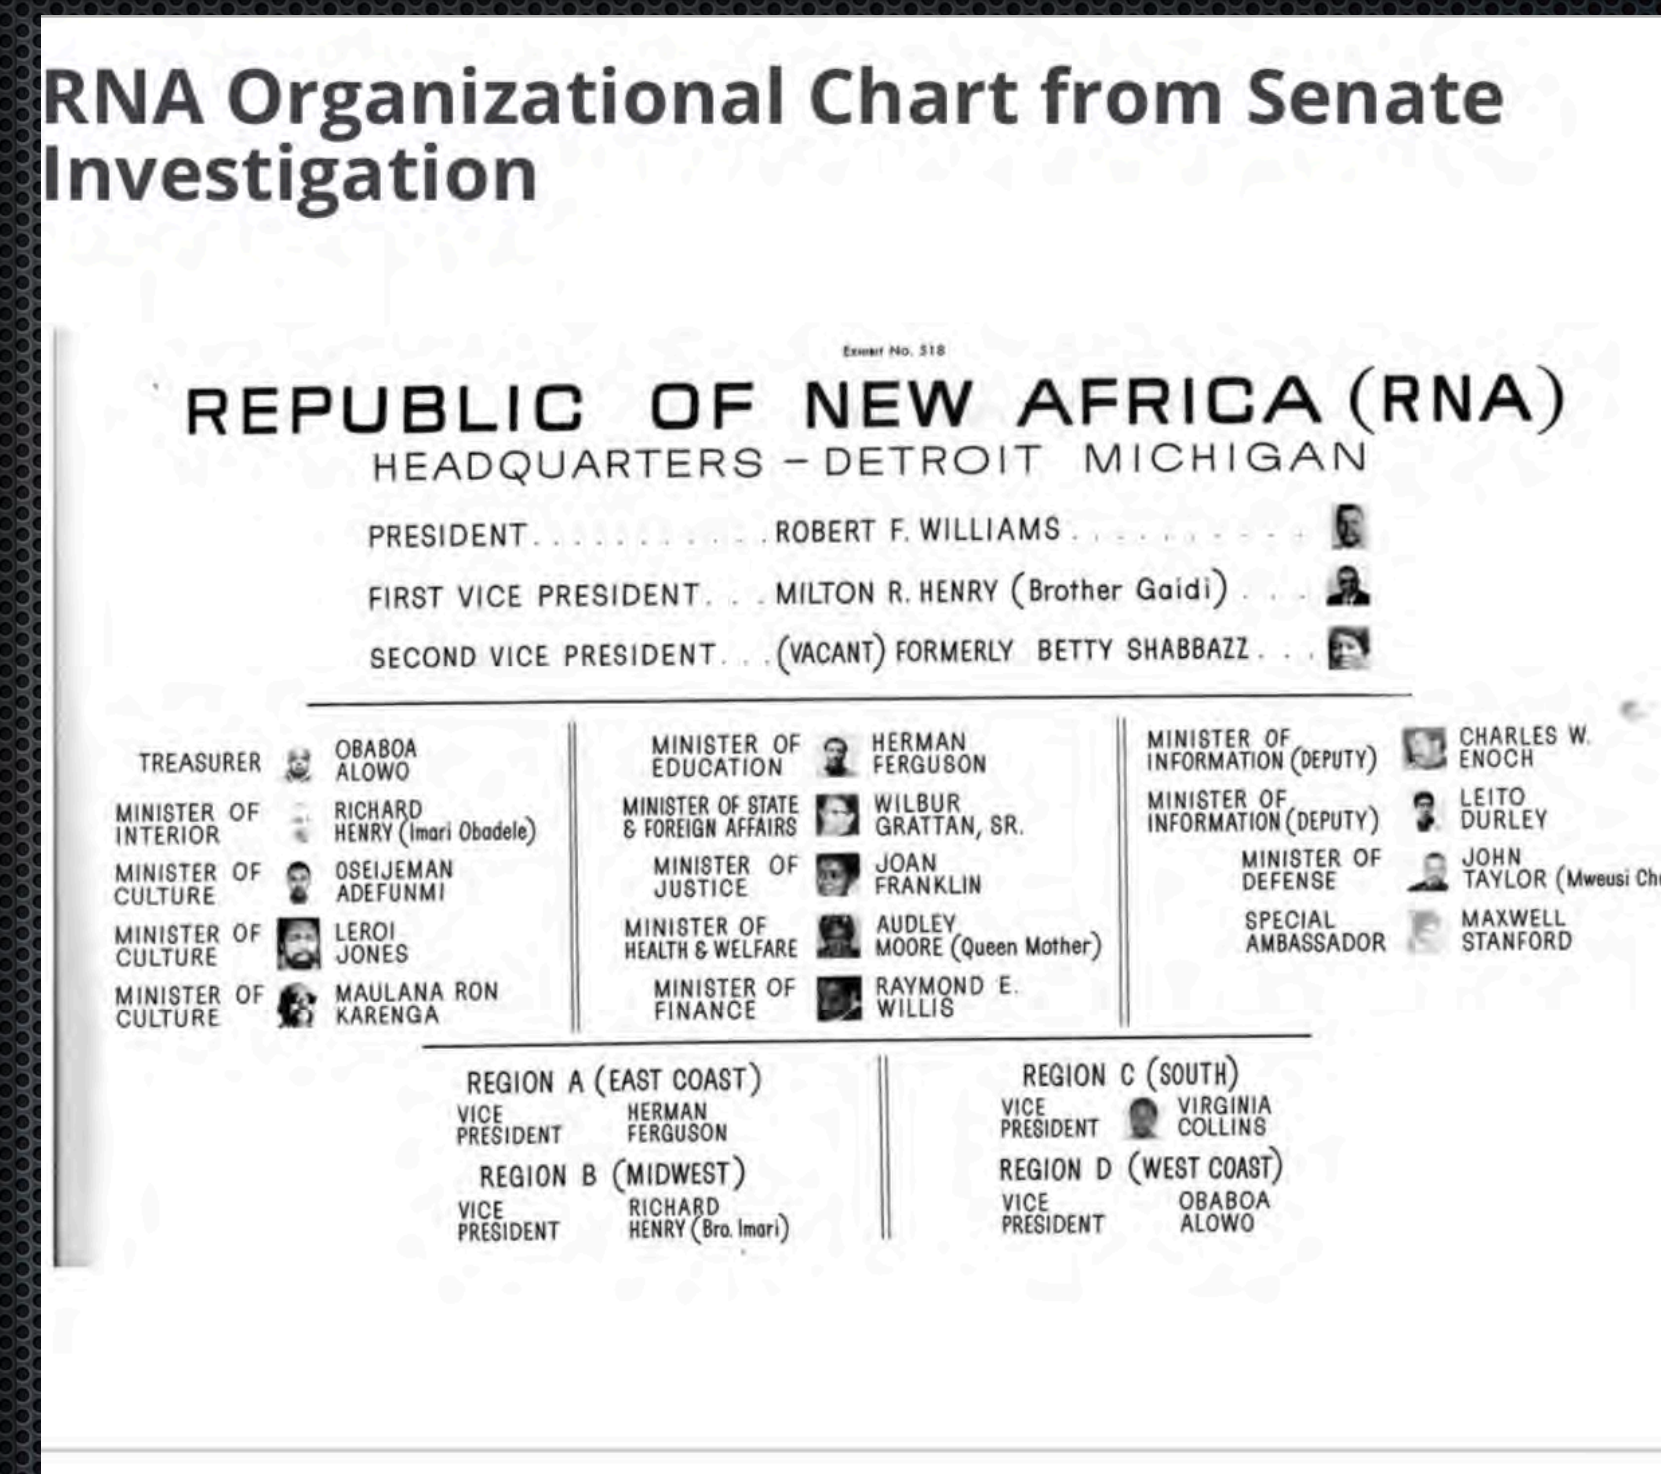 RNA Organizational Chart from Senate
Investigation
Exhibit No. 518
REPUBLIC OF NEW AFRICA (RNA)
HEADQUARTERS – DETROIT MICHIGAN
PRESIDENT. . . . . . . . . . . .ROBERT F. WILLIAMS . . . . . . . . . .
FIRST VICE PRESIDENT. . .MILTON R. HENRY (Brother Gaidi) . . .
SECOND VICE PRESIDENT. . .(VACANT) FORMERLY BETTY SHABBAZZ. . .
TREASURER
OBABOA
ALOWO
MINISTER OF
INTERIOR
RICHARD
HENRY (Imari Obadele)
MINISTER OF
CULTURE
OSEIJEMAN
ADEFUNMI
MINISTER OF
CULTURE
LEROI
JONES
MINISTER OF
CULTURE
MAULANA RON
KARENGA
MINISTER OF
EDUCATION
HERMAN
FERGUSON
MINISTER OF STATE
& FOREIGN AFFAIRS
WILBUR
GRATTAN, SR.
MINISTER OF
JUSTICE
JOAN
FRANKLIN
MINISTER OF
HEALTH & WELFARE
AUDLEY
MOORE (Queen Mother)
MINISTER OF
FINANCE
RAYMOND E.
WILLIS
MINISTER OF
INFORMATION (DEPUTY)
CHARLES W.
ENOCH
MINISTER OF
INFORMATION (DEPUTY)
LEITO
DURLEY
MINISTER OF
DEFENSE
JOHN
TAYLOR (Mweusi
SPECIAL
AMBASSADOR
MAXWELL
STANFORD
REGION A (EAST COAST)
VICE
PRESIDENT
HERMAN
FERGUSON
REGION B (MIDWEST)
VICE
PRESIDENT
RICHARD
HENRY (Bro. Imari)
REGION C (SOUTH)
VICE
PRESIDENT
VIRGINIA
COLLINS
REGION D (WEST COAST)
VICE
PRESIDENT
OBABOA
ALOWO